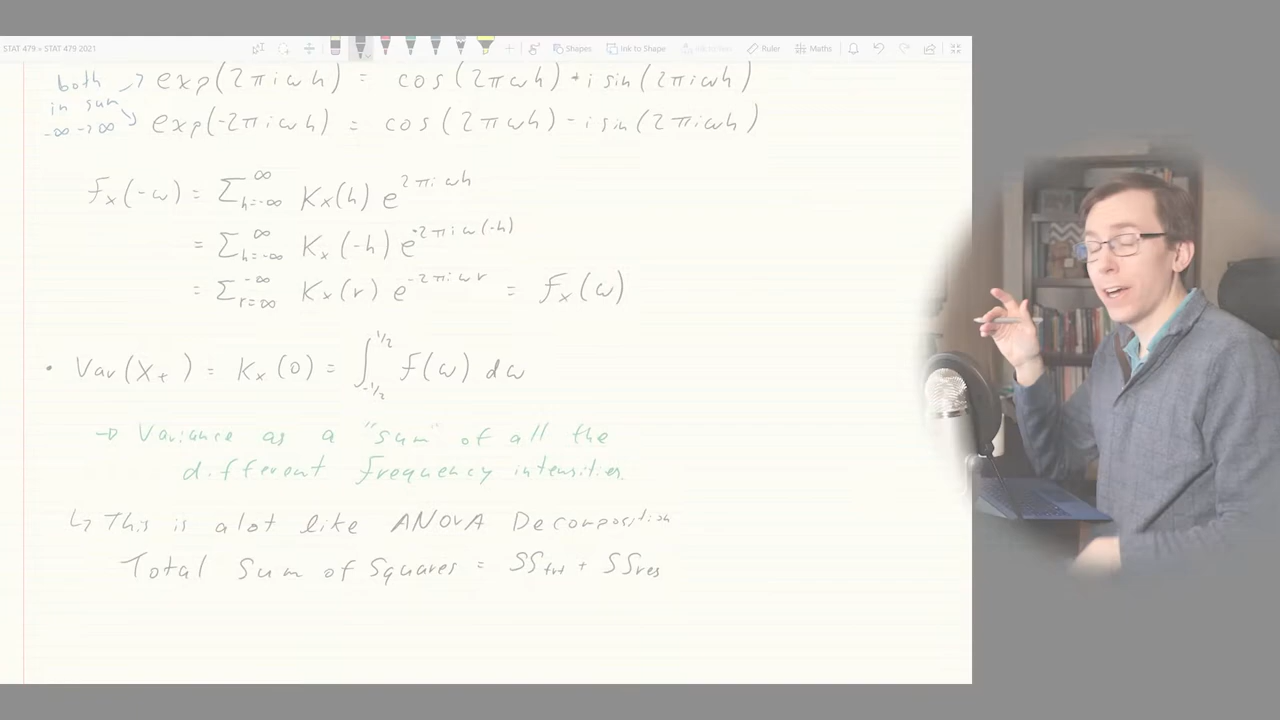 STAT 479 » STAT 479 2021
Shapes
Ink to Shape
Ruler
Maths
both → exp(2πiωh) = cos(2πωh) + i sin(2πiωh)
in sum
-∞→∞ ↘ exp(-2πiωh) = cos(2πωh) - i sin(2πiωh)
f_x(-ω) = Σ_{h=-∞}^{∞} K_x(h) e^{2πiωh}
= Σ_{h=-∞}^{∞} K_x(-h) e^{-2πiω(-h)}
= Σ_{r=∞}^{-∞} K_x(r) e^{-2πiωr} = f_x(ω)
• Var(X_t) = K_x(0) = ∫_{-1/2}^{1/2} f(ω) dω
→ Variance as a "sum" of all the
different frequency intensities.
↳ This is alot like ANOVA Decomposition
Total Sum of Squares = SS_trt + SS_res